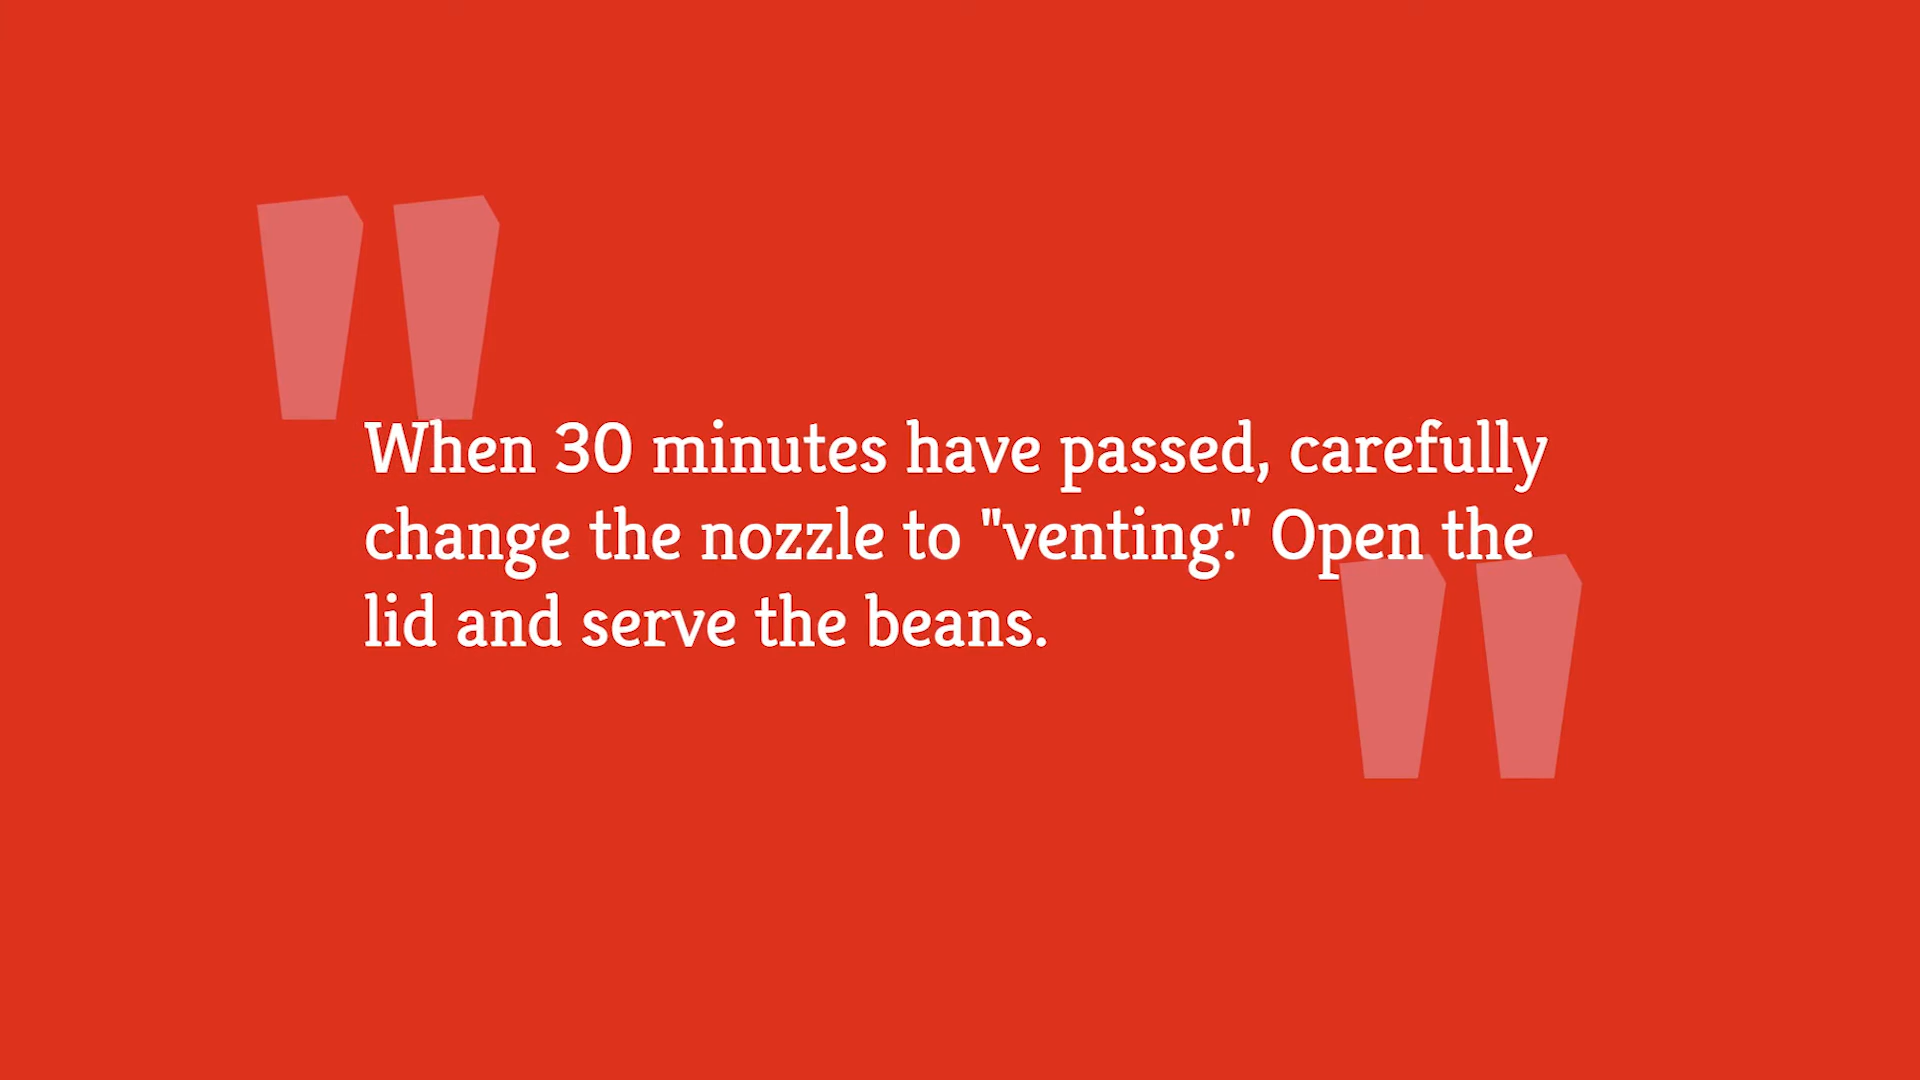 When 30 minutes have passed, carefully
change the nozzle to "venting." Open the
lid and serve the beans.